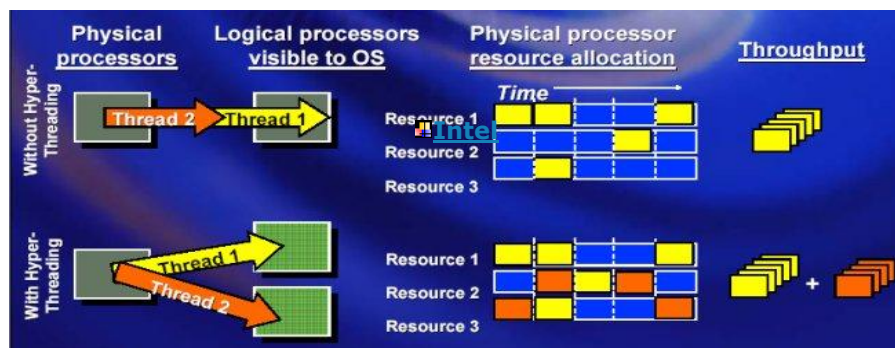 Physical processors
Logical processors visible to OS
Physical processor resource allocation
Throughput
Without Hyper-Threading
Thread 2
Thread 1
Time
Resource 1
Intel
Resource 2
Resource 3
With Hyper-Threading
Thread 1
Thread 2
Resource 1
Resource 2
Resource 3
+